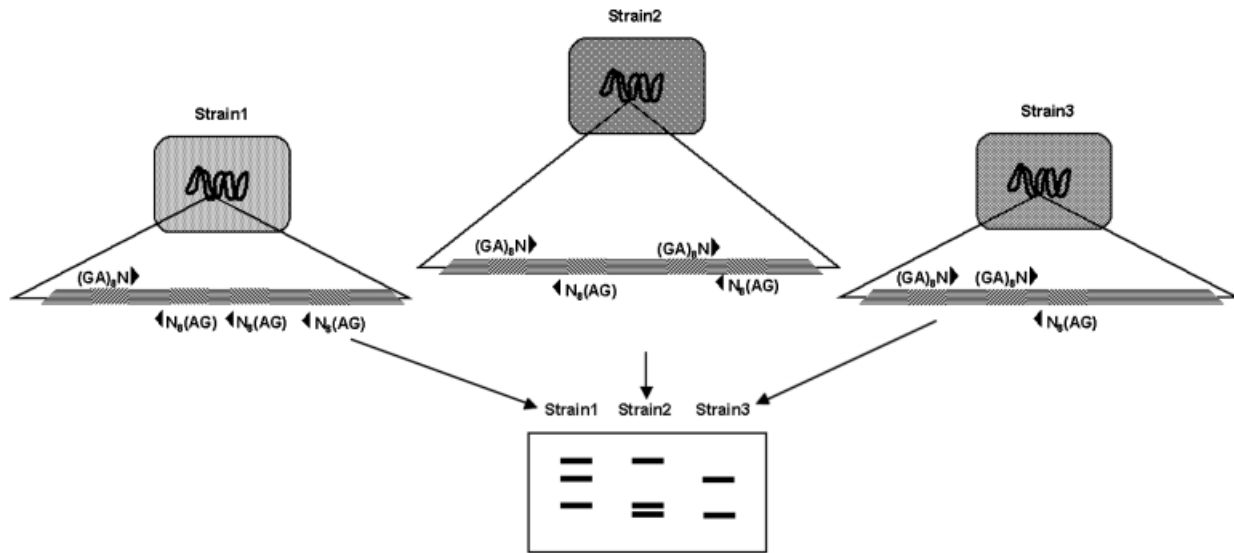 Strain2
Strain1
Strain3
(GA)₈N
(GA)₈N
N₈(AG)
N₈(AG)
(GA)₈N
N₈(AG)
N₈(AG)
N₈(AG)
(GA)₈N
(GA)₈N
N₈(AG)
Strain1 Strain2 Strain3